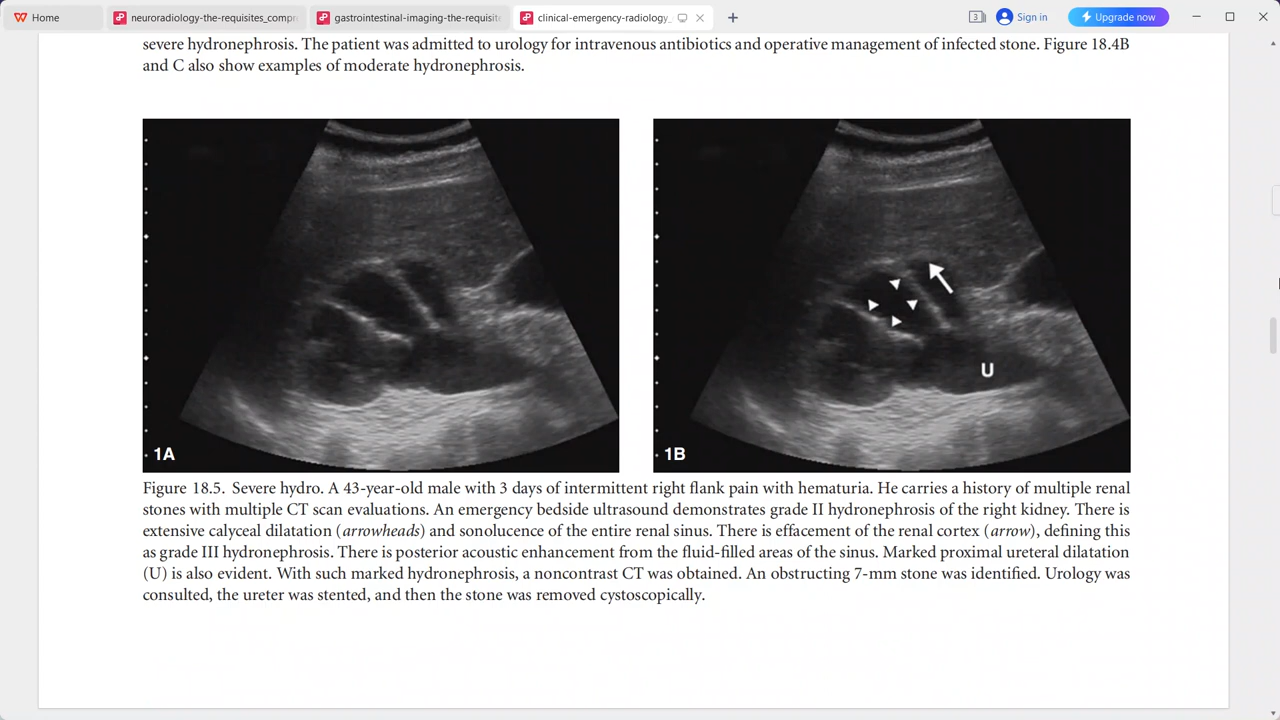 Home
neuroradiology-the-requisites_compr
gastrointestinal-imaging-the-requisit
clinical-emergency-radiology_
3
Sign in
Upgrade now
severe hydronephrosis. The patient was admitted to urology for intravenous antibiotics and operative management of infected stone. Figure 18.4B
and C also show examples of moderate hydronephrosis.
U
1A
1B
Figure 18.5. Severe hydro. A 43-year-old male with 3 days of intermittent right flank pain with hematuria. He carries a history of multiple renal
stones with multiple CT scan evaluations. An emergency bedside ultrasound demonstrates grade II hydronephrosis of the right kidney. There is
extensive calyceal dilatation (arrowheads) and sonolucence of the entire renal sinus. There is effacement of the renal cortex (arrow), defining this
as grade III hydronephrosis. There is posterior acoustic enhancement from the fluid-filled areas of the sinus. Marked proximal ureteral dilatation
(U) is also evident. With such marked hydronephrosis, a noncontrast CT was obtained. An obstructing 7-mm stone was identified. Urology was
consulted, the ureter was stented, and then the stone was removed cystoscopically.